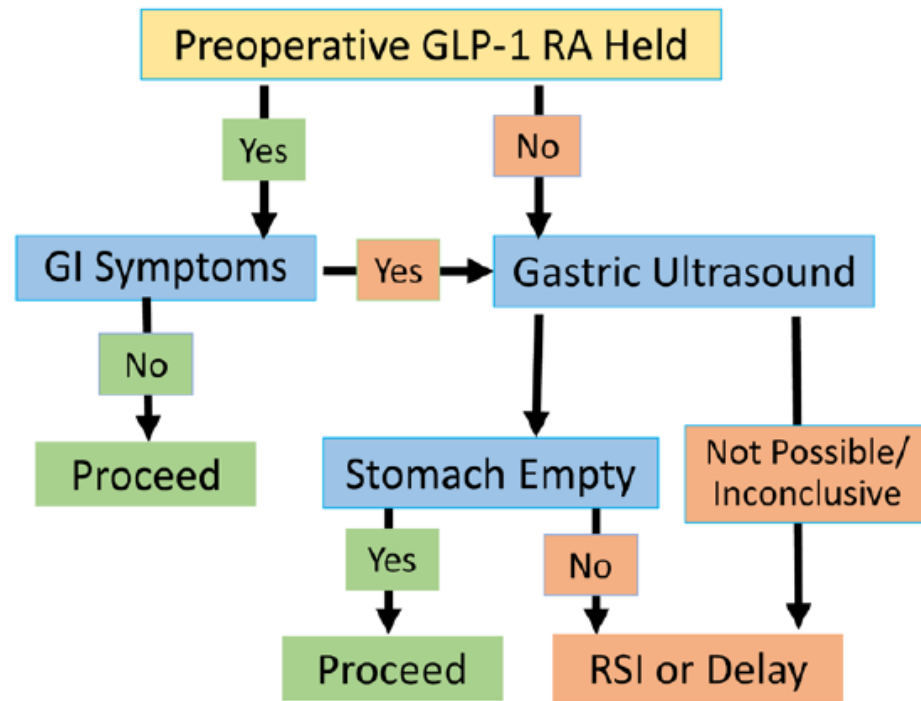 Preoperative GLP-1 RA Held
Yes
No
GI Symptoms
Yes
Gastric Ultrasound
No
Proceed
Stomach Empty
Not Possible/
Inconclusive
Yes
No
Proceed
RSI or Delay